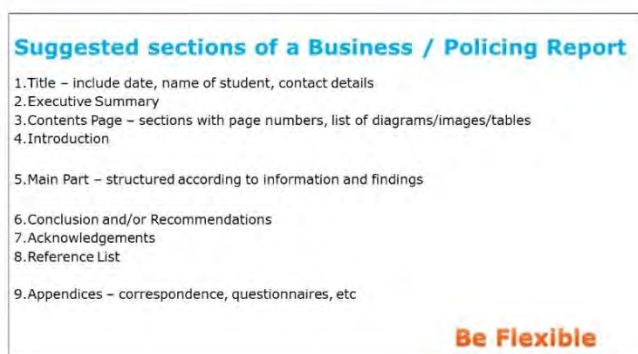 Suggested sections of a Business / Policing Report
1.Title – include date, name of student, contact details
2.Executive Summary
3.Contents Page – sections with page numbers, list of diagrams/images/tables
4.Introduction
5.Main Part – structured according to information and findings
6.Conclusion and/or Recommendations
7.Acknowledgements
8.Reference List
9.Appendices – correspondence, questionnaires, etc
Be Flexible